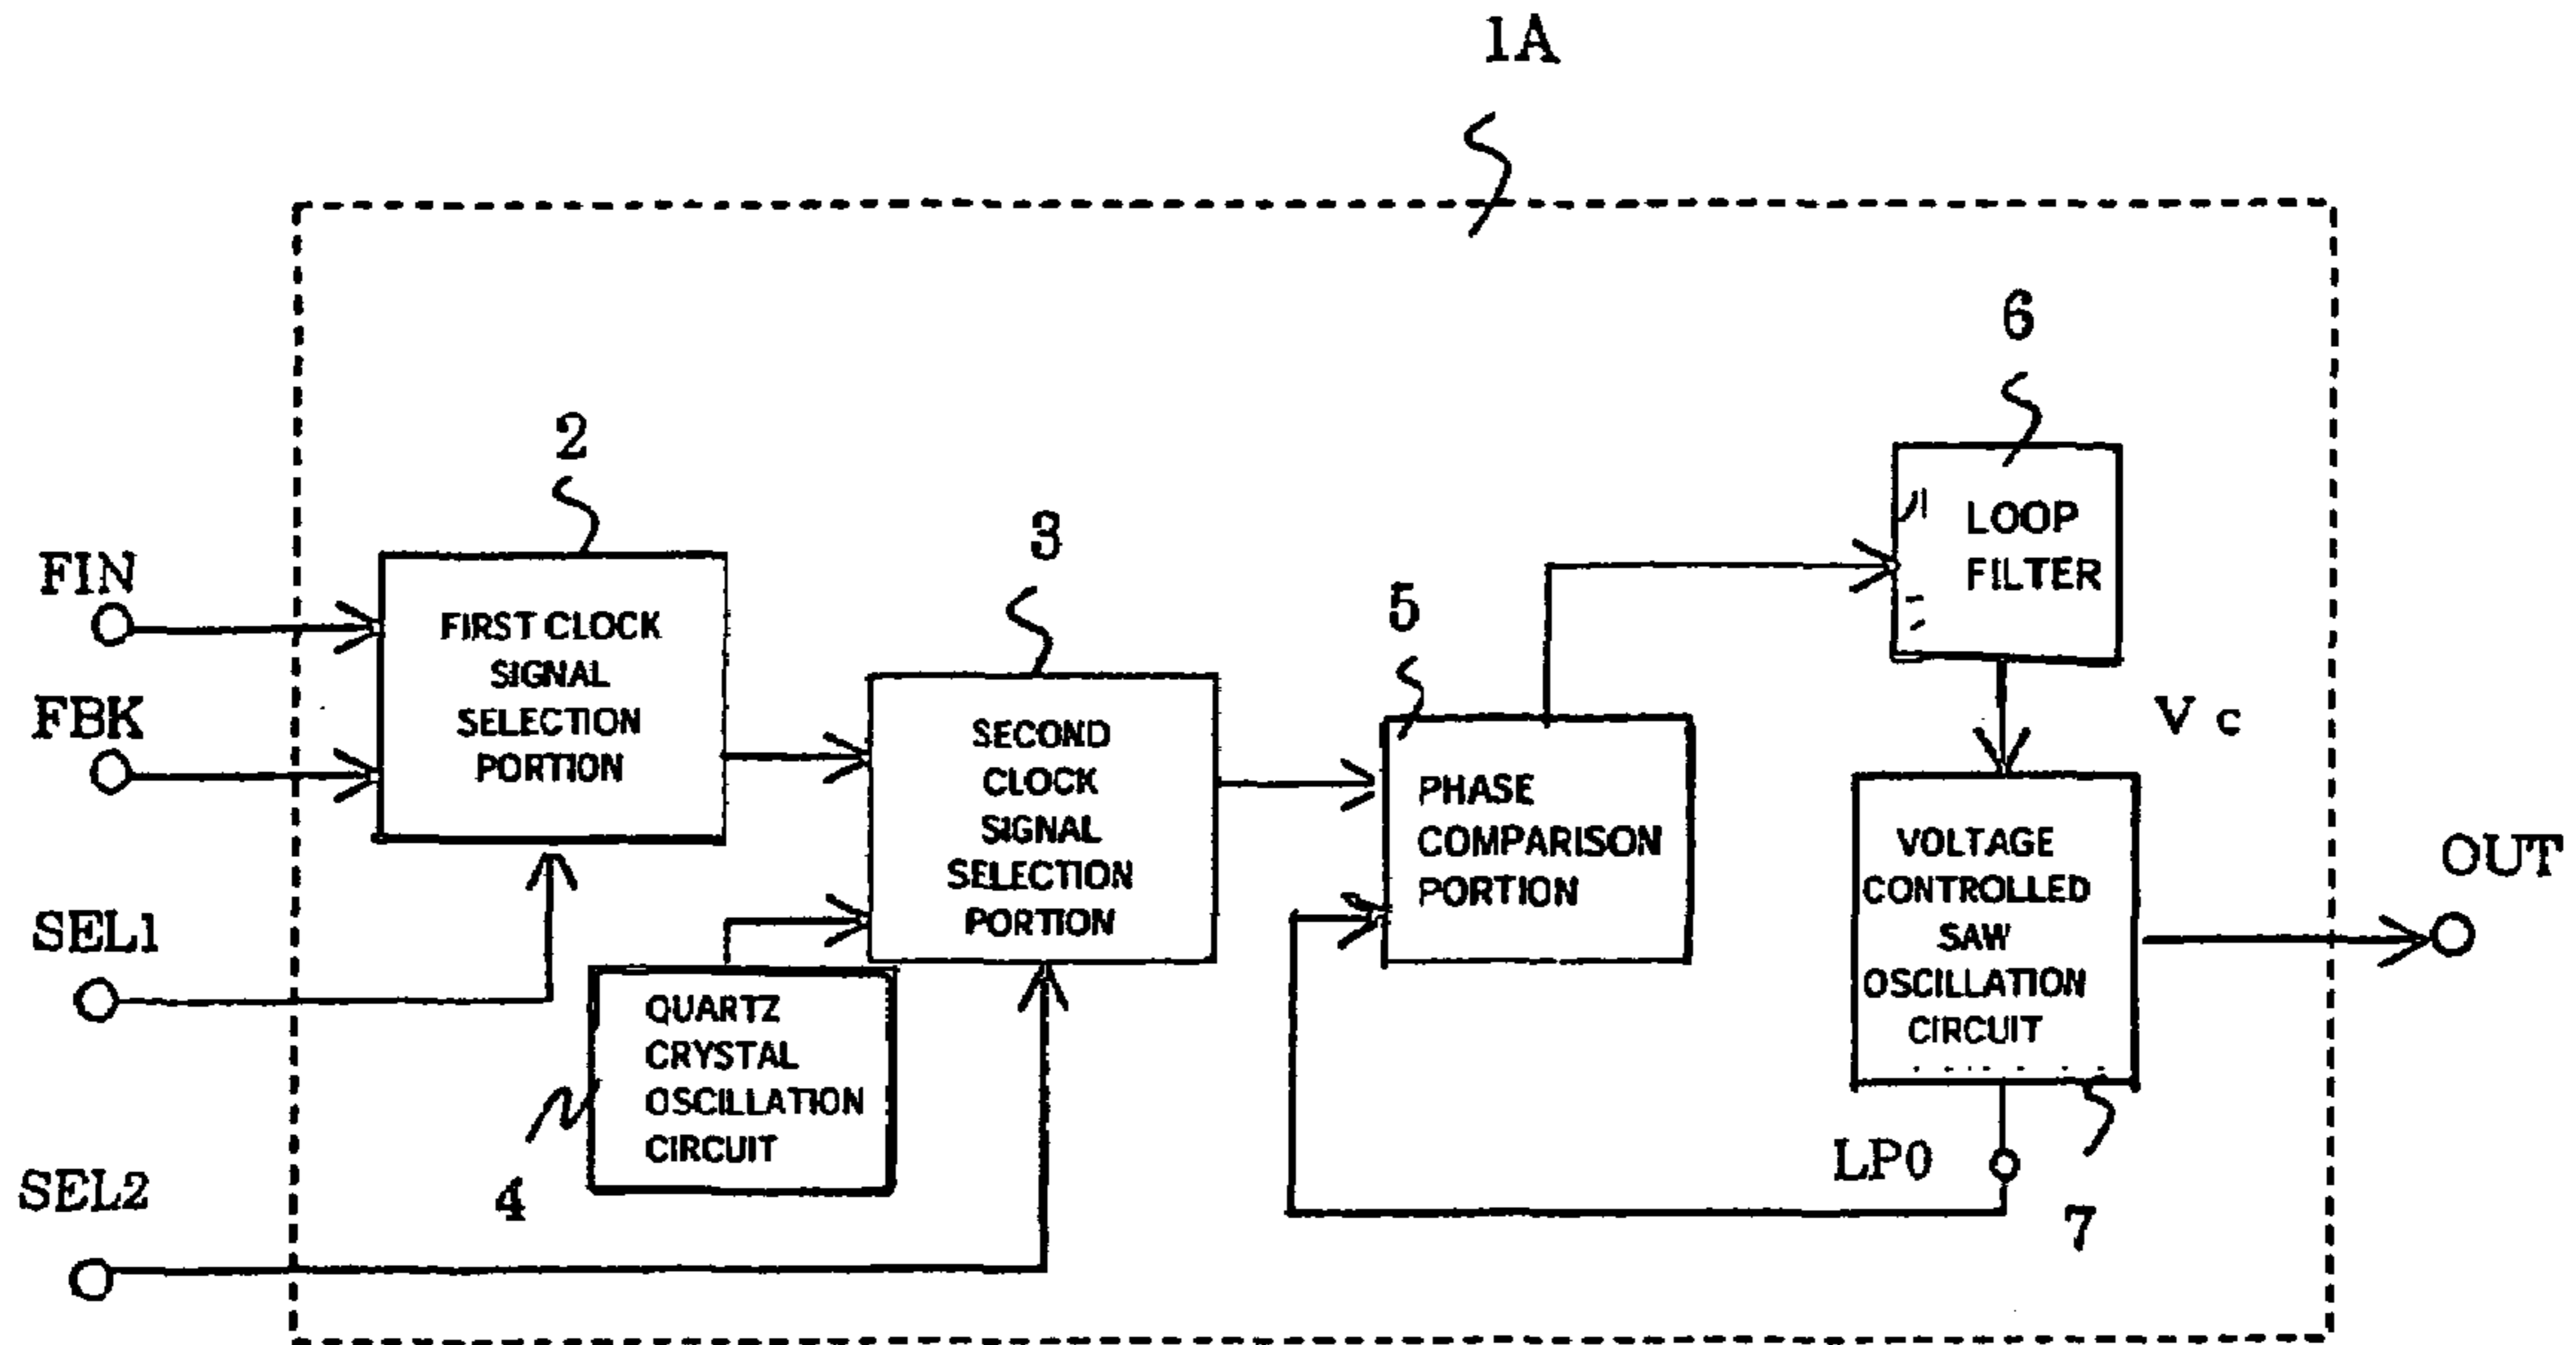 1A
6
LOOP
FILTER
2
FIN
FIRST CLOCK
SIGNAL
SELECTION
PORTION
FBK
3
SECOND
CLOCK
SIGNAL
SELECTION
PORTION
5
PHASE
COMPARISON
PORTION
Vc
VOLTAGE
CONTROLLED
SAW
OSCILLATION
CIRCUIT
OUT
SEL1
QUARTZ
CRYSTAL
OSCILLATION
CIRCUIT
4
LP0
7
SEL2